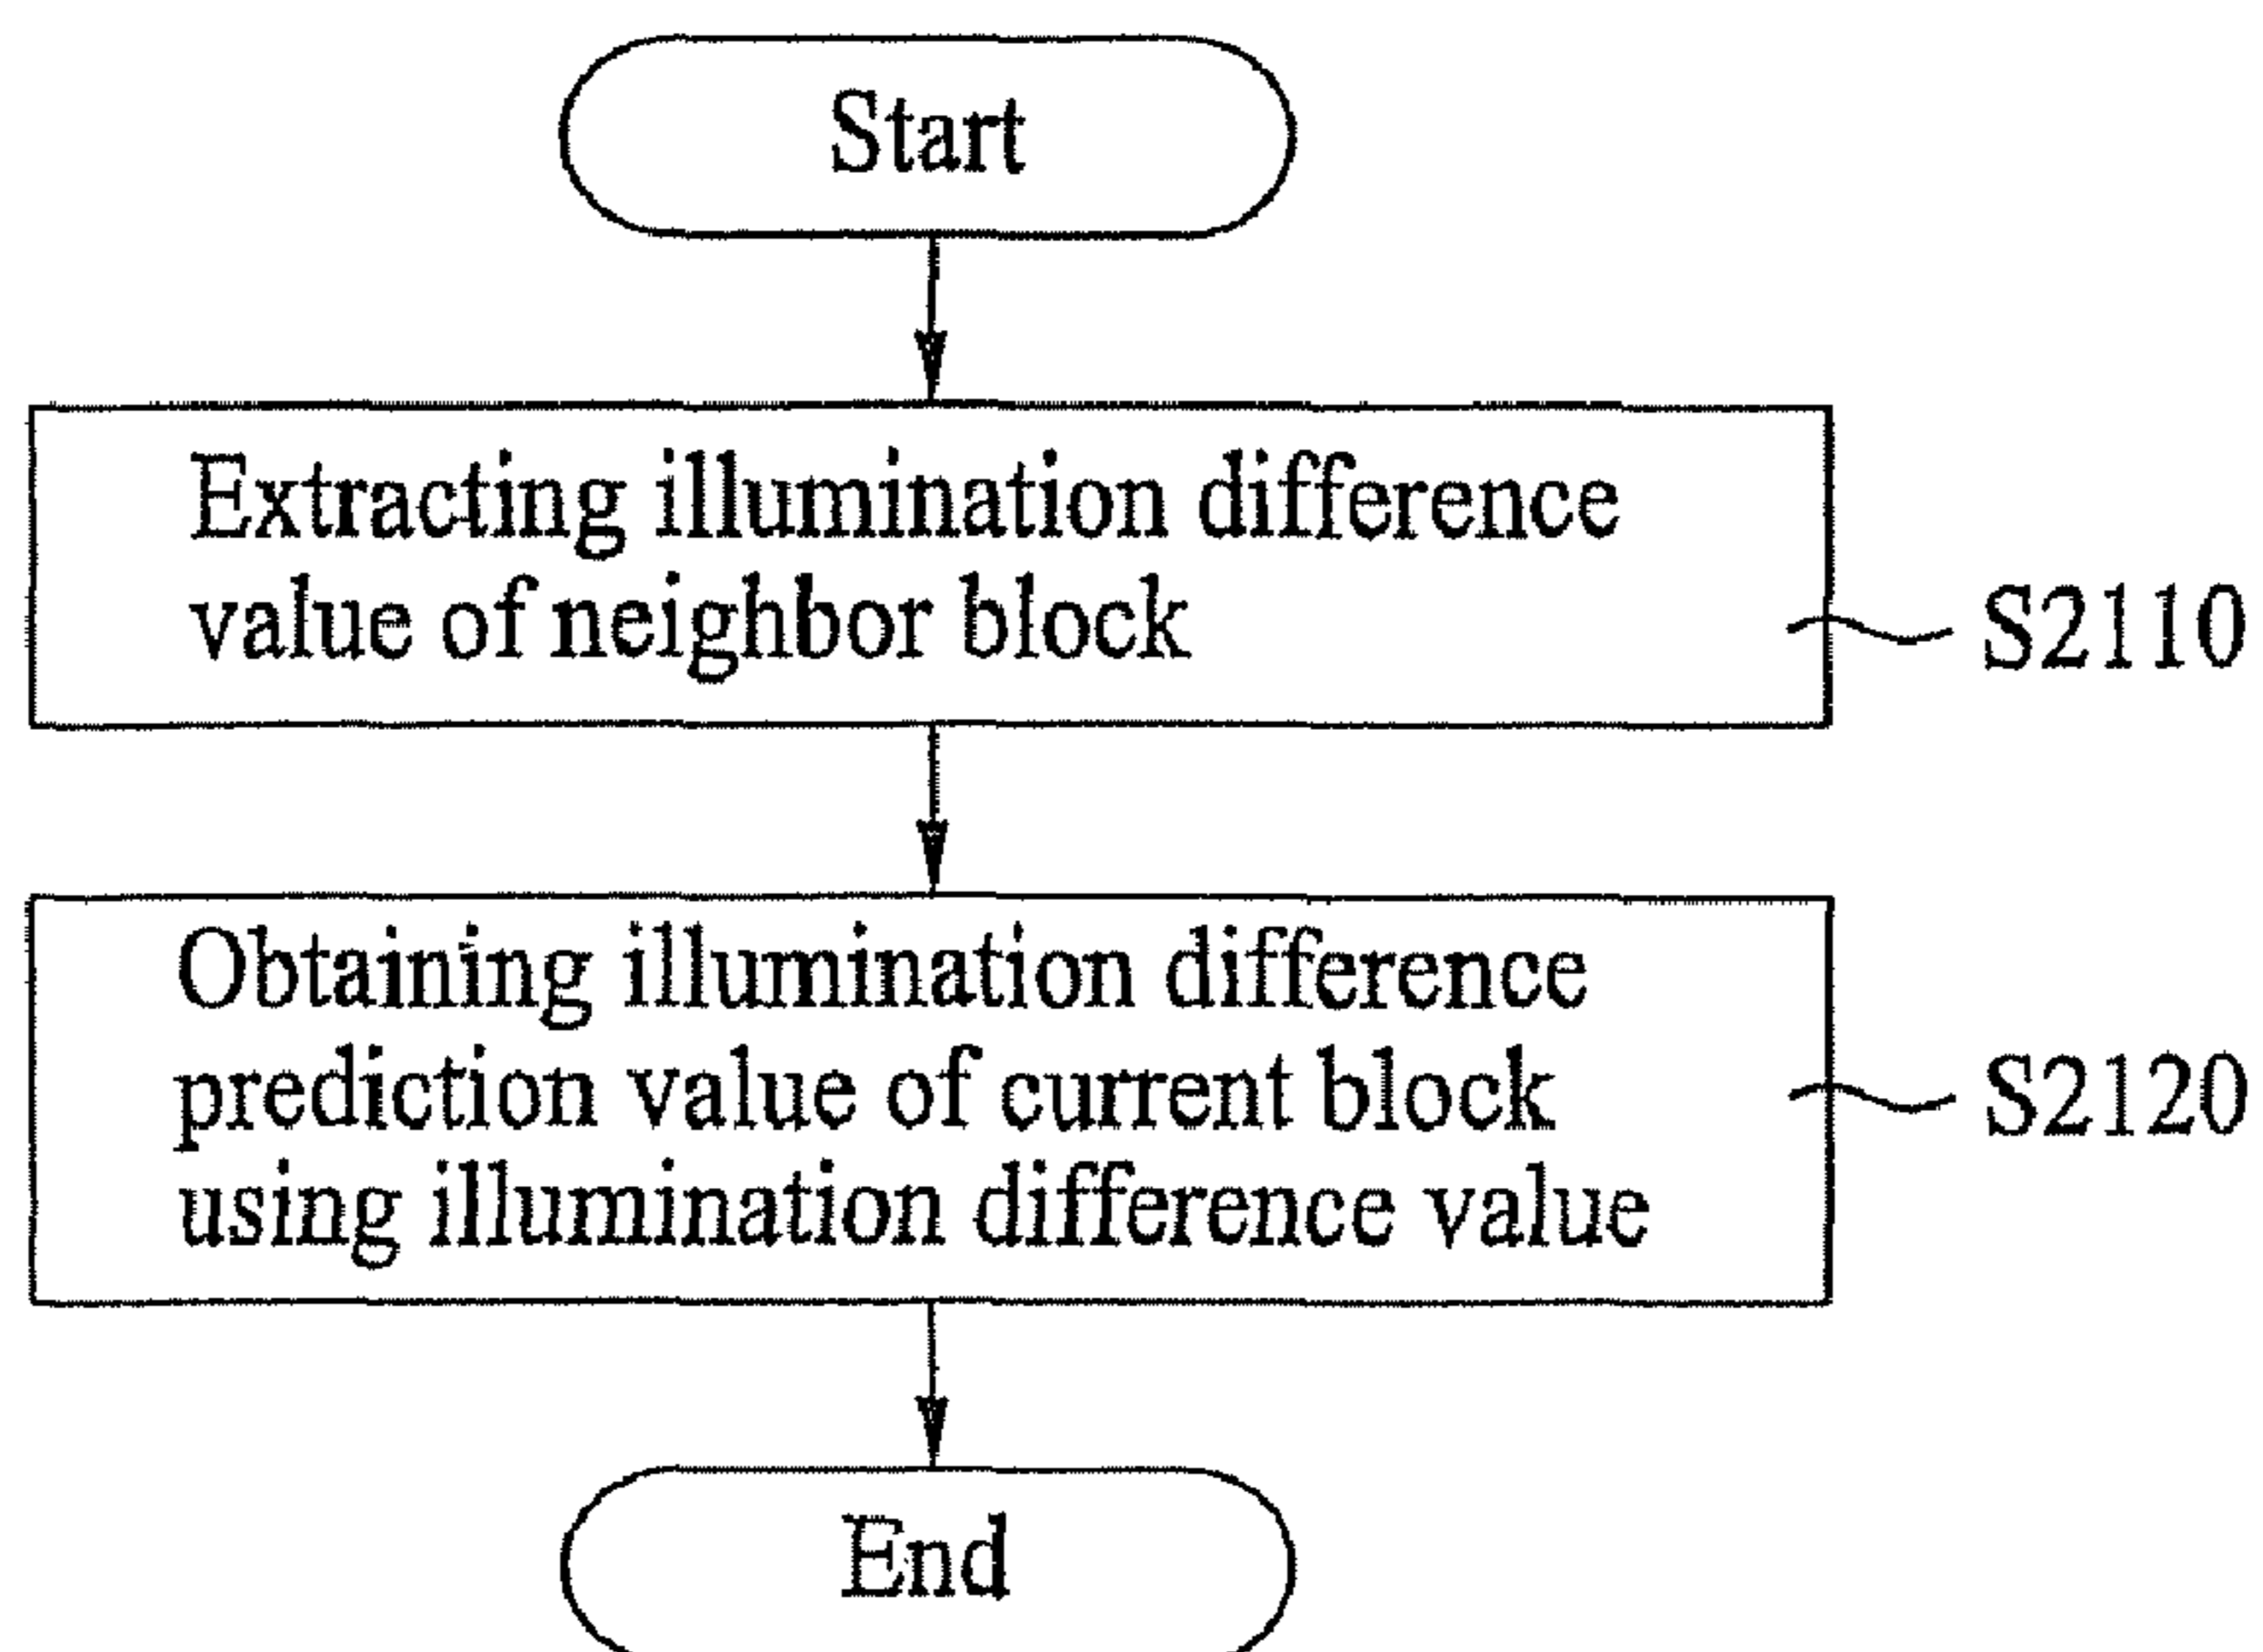 Start
Extracting illumination difference
value of neighbor block
S2110
Obtaining illumination difference
prediction value of current block
using illumination difference value
S2120
End